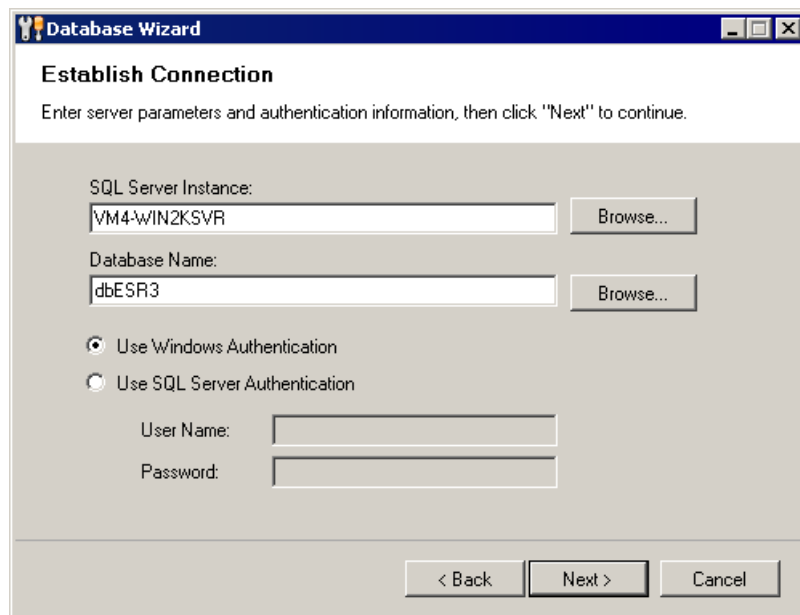 Database Wizard
Establish Connection
Enter server parameters and authentication information, then click "Next" to continue.
SQL Server Instance:
VM4-WIN2KSVR
Browse...
Database Name:
dbESR3
Browse...
Use Windows Authentication
Use SQL Server Authentication
User Name:
Password:
< Back
Next >
Cancel